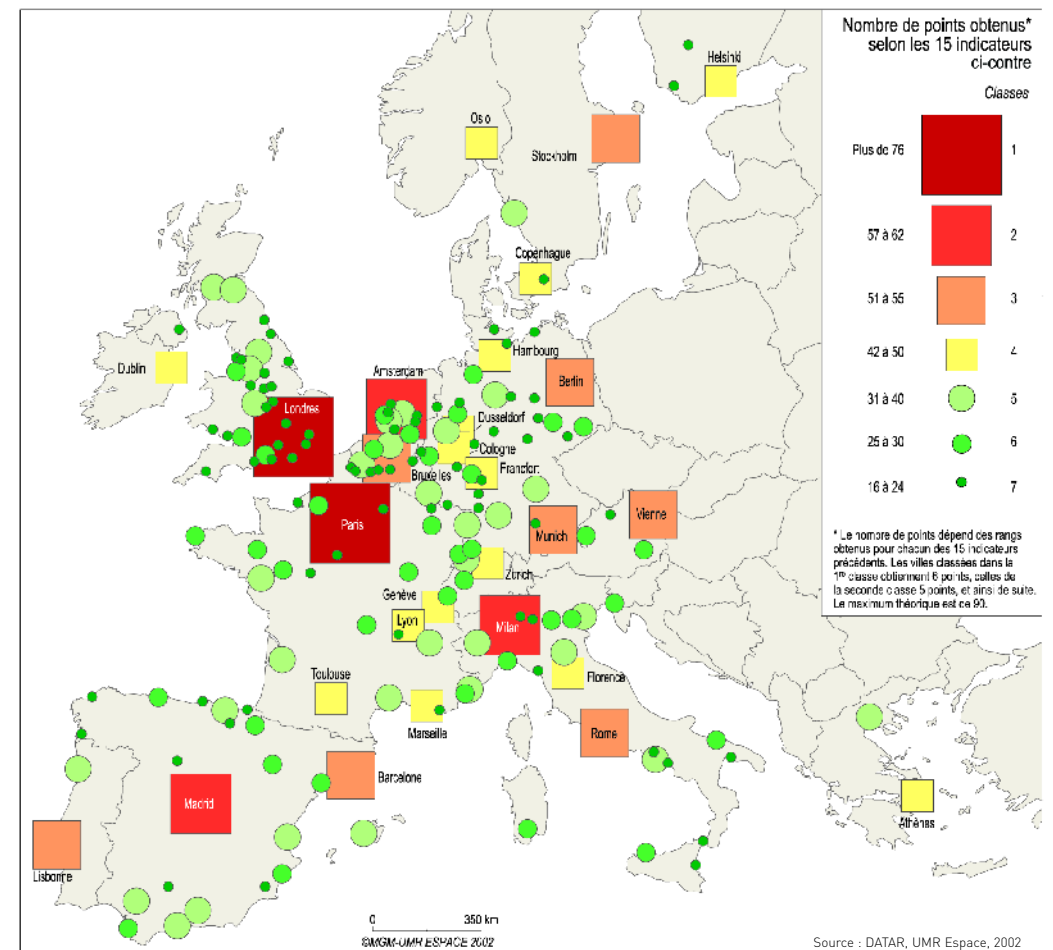 Nombre de points obtenus*
selon les 15 indicateurs
ci-contre
Classes
Plus de 76
1
57 à 62
2
51 à 55
3
42 à 50
4
31 à 40
5
25 à 30
6
16 à 24
7
* Le nombre de points dépend des rangs
obtenus pour chacun des 15 indicateurs
précédents. Les villes classées dans la
1re classe obtiennent 6 points, celles de
la seconde classe 5 points, et ainsi de suite.
Le maximum théorique est de 90.
Helsinki
Oslo
Stockholm
Copenhague
Dublin
Hambourg
Amsterdam
Berlin
Londres
Dusseldorf
Cologne
Bruxelles
Francfort
Paris
Munich
Vienne
Zürich
Genève
Lyon
Milan
Toulouse
Florence
Marseille
Rome
Barcelone
Madrid
Athènes
Lisbonne
0
350 km
©MGM-UMR ESPACE 2002
Source : DATAR, UMR Espace, 2002